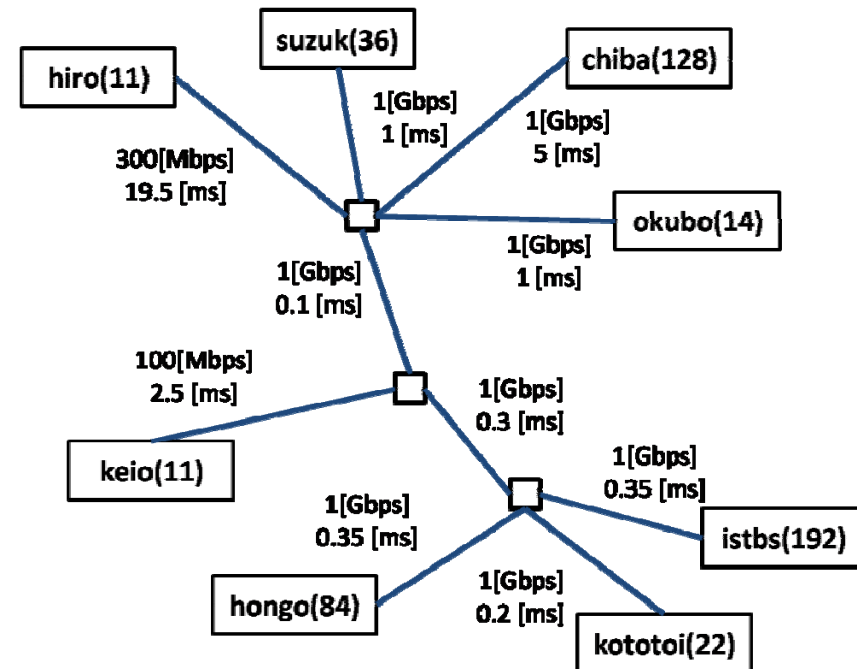 suzuk(36)
hiro(11)
chiba(128)
1[Gbps]
1 [ms]
1[Gbps]
5 [ms]
300[Mbps]
19.5 [ms]
okubo(14)
1[Gbps]
1 [ms]
1[Gbps]
0.1 [ms]
100[Mbps]
2.5 [ms]
1[Gbps]
0.3 [ms]
keio(11)
1[Gbps]
0.35 [ms]
1[Gbps]
0.35 [ms]
istbs(192)
1[Gbps]
0.2 [ms]
hongo(84)
kototoi(22)